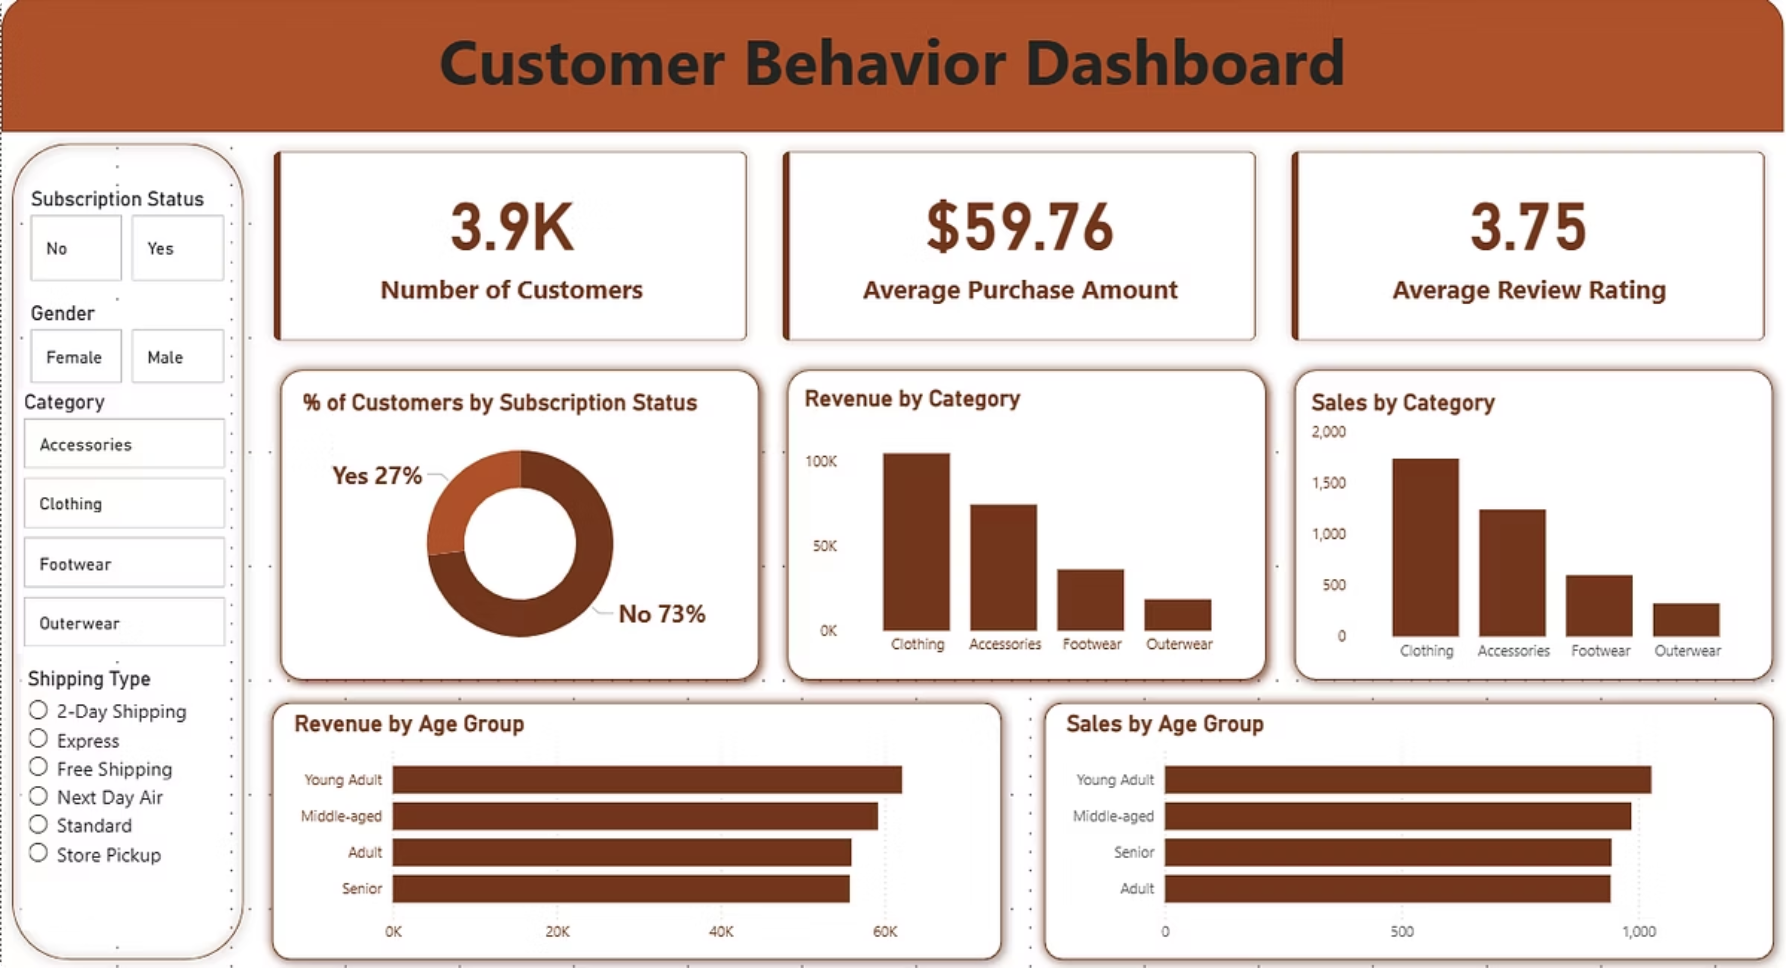 Customer Behavior Dashboard
Subscription Status
No
Yes
Gender
Female
Male
Category
Accessories
Clothing
Footwear
Outerwear
Shipping Type
2-Day Shipping
Express
Free Shipping
Next Day Air
Standard
Store Pickup
3.9K
Number of Customers
$59.76
Average Purchase Amount
3.75
Average Review Rating
% of Customers by Subscription Status
Yes 27%
No 73%
Revenue by Category
100K
50K
0K
Clothing
Accessories
Footwear
Outerwear
Sales by Category
2,000
1,500
1,000
500
0
Clothing
Accessories
Footwear
Outerwear
Revenue by Age Group
Young Adult
Middle-aged
Adult
Senior
0K
20K
40K
60K
Sales by Age Group
Young Adult
Middle-aged
Senior
Adult
0
500
1,000